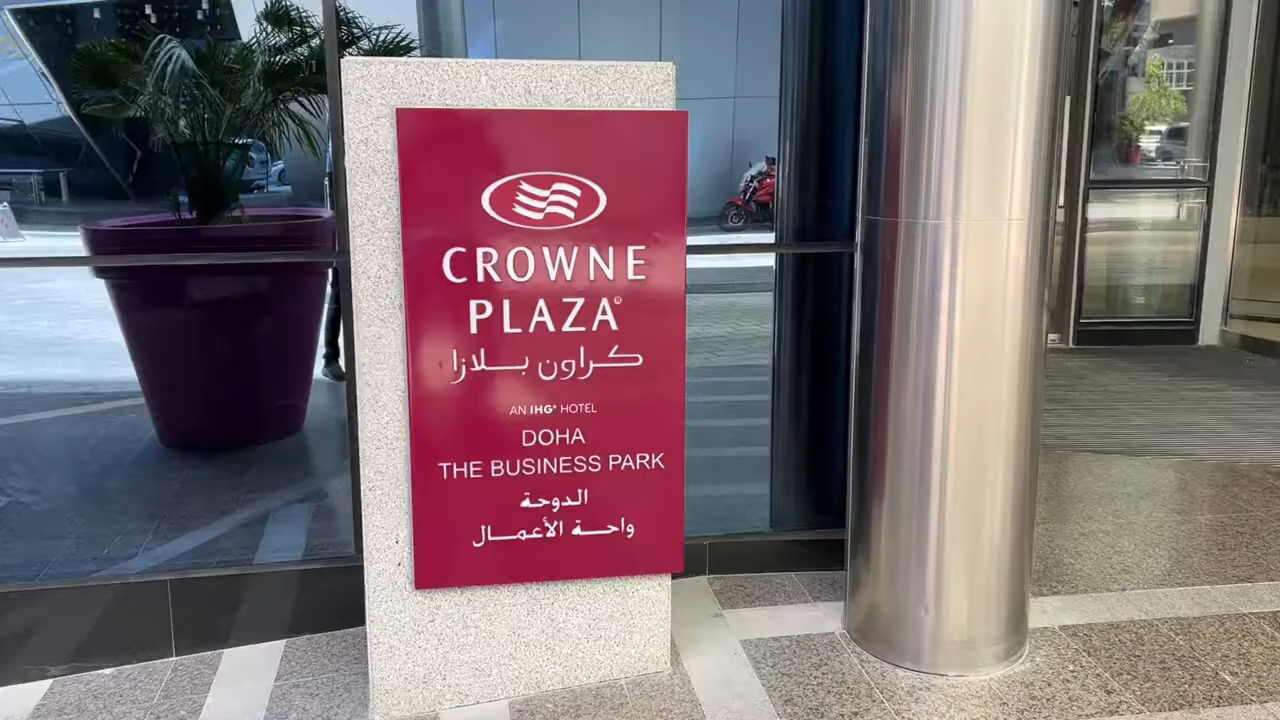 CROWNE
PLAZA®
كراون بلازا
AN IHG® HOTEL
DOHA
THE BUSINESS PARK
الدوحة
واحة الأعمال